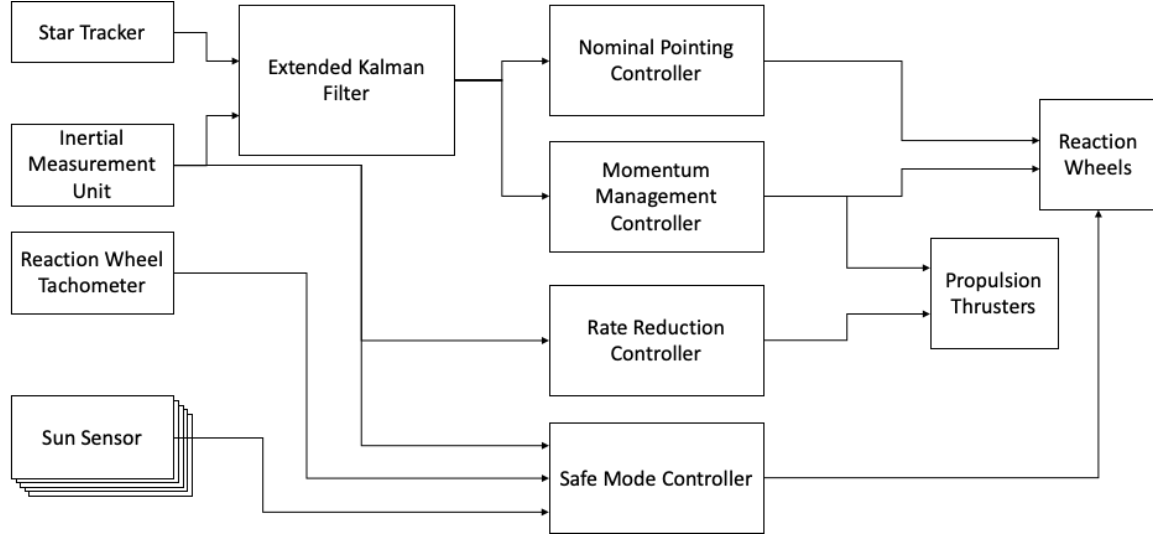 Star Tracker
Extended Kalman
Filter
Nominal Pointing
Controller
Inertial
Measurement
Unit
Momentum
Management
Controller
Reaction
Wheels
Reaction Wheel
Tachometer
Propulsion
Thrusters
Rate Reduction
Controller
Sun Sensor
Safe Mode Controller